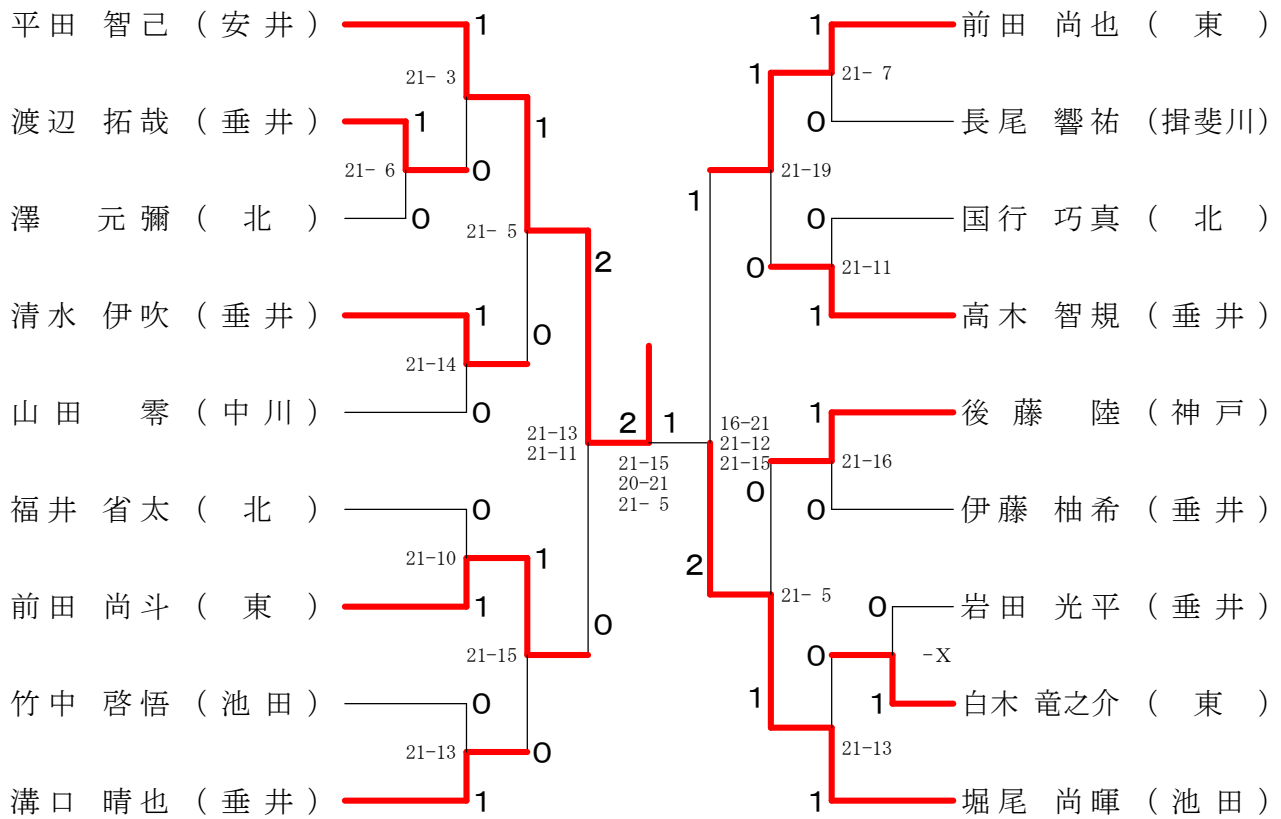 平田 智己 ( 安井 ) 1 1 前田 尚也 ( 東 )
21- 3 1 21- 7
渡辺 拓哉 ( 垂井 ) 1 1 0 長尾 響祐 (揖斐川)
21- 6 0 21-19
澤 元彌 ( 北 ) 0 1 0 国行 巧真 ( 北 )
21- 5 2 0 21-11
清水 伊吹 ( 垂井 ) 1 0 1 高木 智規 ( 垂井 )
21-14
山田 零 ( 中川 ) 0 1 後藤 陸 ( 神戸 )
21-13 2 1 16-21
21-11 21-12
21-15 21-15 21-16
20-21 0
21- 5
福井 省太 ( 北 ) 0 0 伊藤 柚希 ( 垂井 )
21-10 1 2
前田 尚斗 ( 東 ) 1 0 21- 5 0 岩田 光平 ( 垂井 )
21-15 0 -X
竹中 啓悟 ( 池田 ) 0 1 1 白木 竜之介 ( 東 )
21-13 0 21-13
溝口 晴也 ( 垂井 ) 1 1 堀尾 尚暉 ( 池田 )